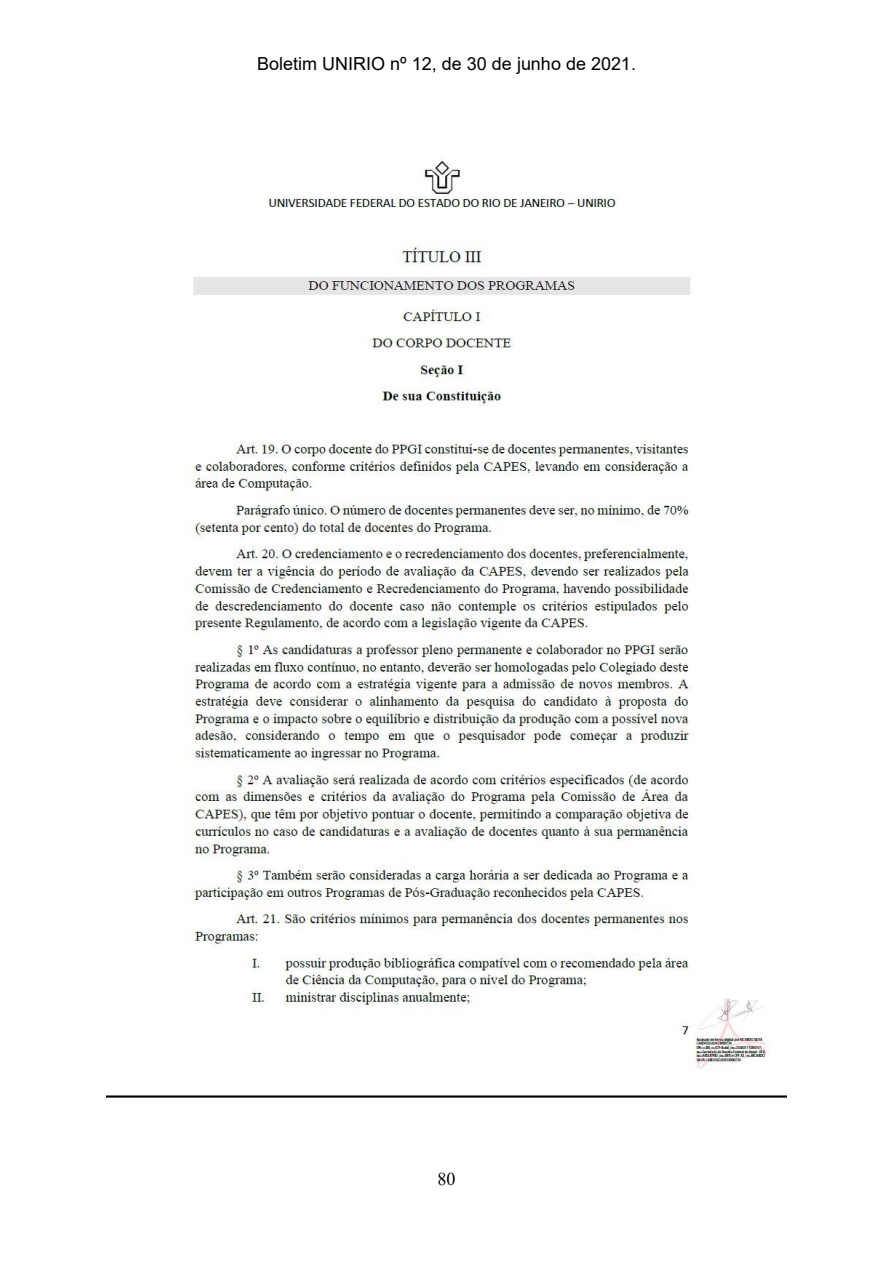 Boletim UNIRIO nº 12, de 30 de junho de 2021.
UNIVERSIDADE FEDERAL DO ESTADO DO RIO DE JANEIRO – UNIRIO
TÍTULO III
DO FUNCIONAMENTO DOS PROGRAMAS
CAPÍTULO I
DO CORPO DOCENTE
Seção I
De sua Constituição
Art. 19. O corpo docente do PPGI constitui-se de docentes permanentes, visitantes
e colaboradores, conforme critérios definidos pela CAPES, levando em consideração a
área de Computação.
Parágrafo único. O número de docentes permanentes deve ser, no mínimo, de 70%
(setenta por cento) do total de docentes do Programa.
Art. 20. O credenciamento e o recredenciamento dos docentes, preferencialmente,
devem ter a vigência do período de avaliação da CAPES, devendo ser realizados pela
Comissão de Credenciamento e Recredenciamento do Programa, havendo possibilidade
de descredenciamento do docente caso não contemple os critérios estipulados pelo
presente Regulamento, de acordo com a legislação vigente da CAPES.
§ 1º As candidaturas a professor pleno permanente e colaborador no PPGI serão
realizadas em fluxo contínuo, no entanto, deverão ser homologadas pelo Colegiado deste
Programa de acordo com a estratégia vigente para a admissão de novos membros. A
estratégia deve considerar o alinhamento da pesquisa do candidato à proposta do
Programa e o impacto sobre o equilíbrio e distribuição da produção com a possível nova
adesão, considerando o tempo em que o pesquisador pode começar a produzir
sistematicamente ao ingressar no Programa.
§ 2º A avaliação será realizada de acordo com critérios especificados (de acordo
com as dimensões e critérios da avaliação do Programa pela Comissão de Área da
CAPES), que têm por objetivo pontuar o docente, permitindo a comparação objetiva de
currículos no caso de candidaturas e a avaliação de docentes quanto à sua permanência
no Programa.
§ 3º Também serão consideradas a carga horária a ser dedicada ao Programa e a
participação em outros Programas de Pós-Graduação reconhecidos pela CAPES.
Art. 21. São critérios mínimos para permanência dos docentes permanentes nos
Programas:
I. possuir produção bibliográfica compatível com o recomendado pela área
de Ciência da Computação, para o nível do Programa;
II. ministrar disciplinas anualmente;
7
80